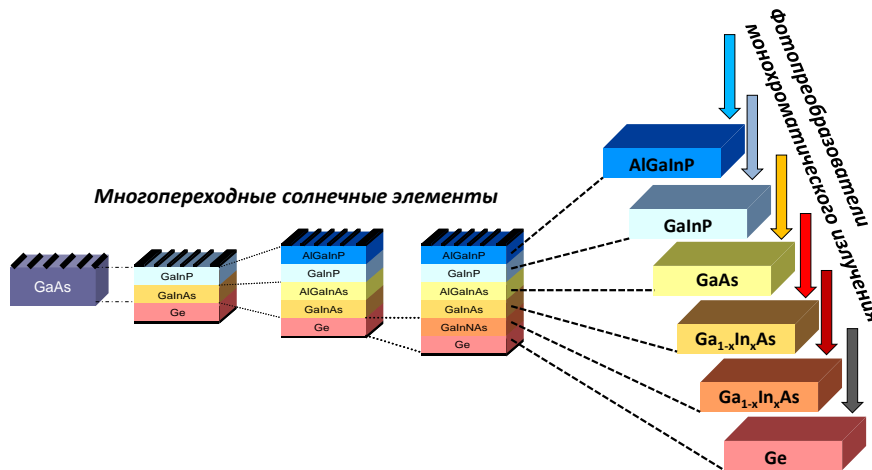 Многопереходные солнечные элементы
GaAs
GaInP
GaInAs
Ge
AlGaInP
GaInP
AlGaInAs
GaInAs
Ge
AlGaInP
GaInP
AlGaInAs
GaInAs
GaInNAs
Ge
Фотопреобразователи
монохроматического излучения
AlGaInP
GaInP
GaAs
Ga1-xInxAs
Ga1-xInxAs
Ge